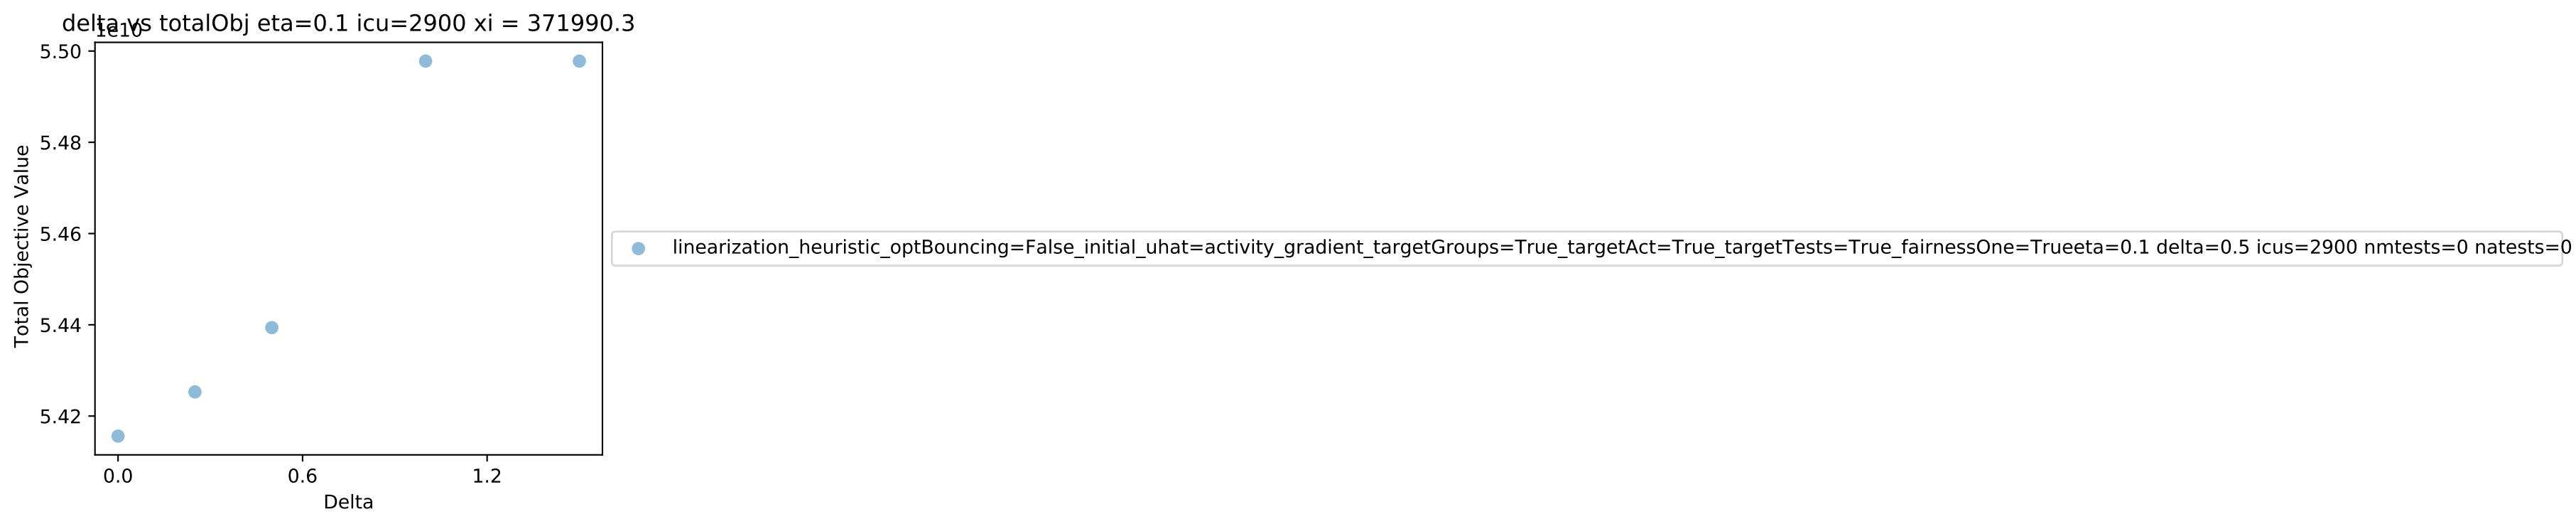 delta vs totalObj eta=0.1 icu=2900 xi = 371990.3
1e10
5.50
5.48
5.46
5.44
5.42
Total Objective Value
0.0 0.6 1.2
Delta
linearization_heuristic_optBouncing=False_initial_uhat=activity_gradient_targetGroups=True_targetAct=True_targetTests=True_fairnessOne=Trueeta=0.1 delta=0.5 icus=2900 nmtests=0 natests=0